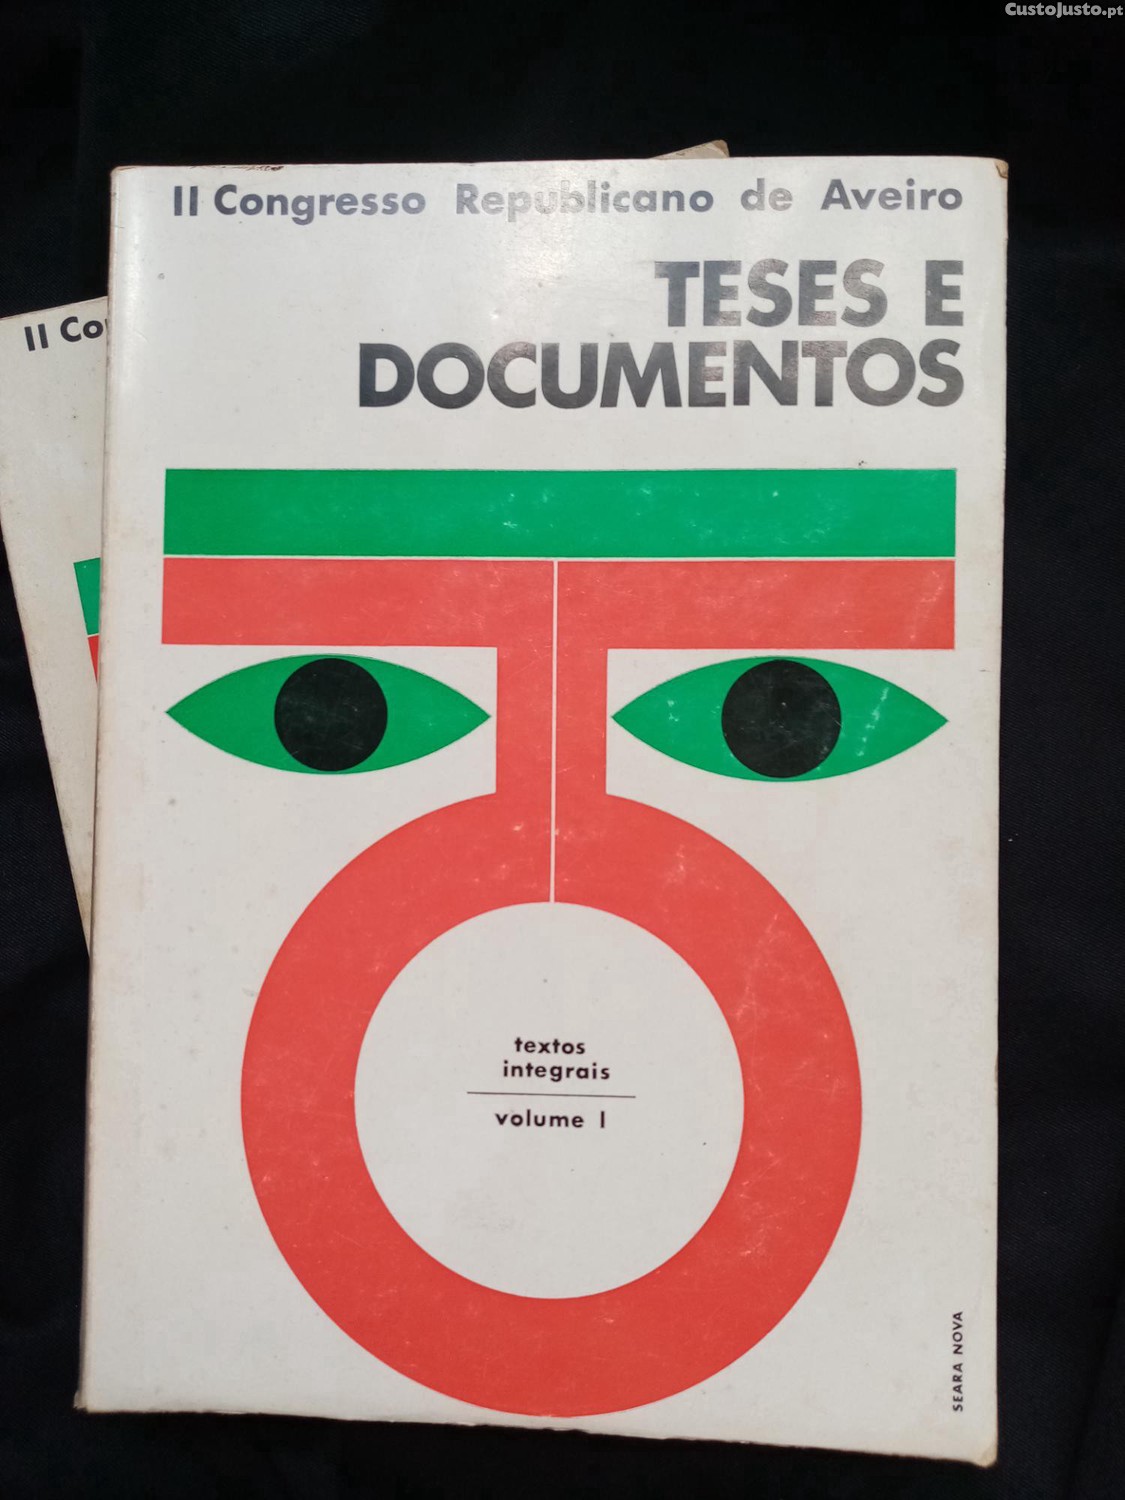 CustoJusto.pt
II Congresso Republicano de Aveiro
TESES E
DOCUMENTOS
II Co
textos
integrais
volume I
SEARA NOVA